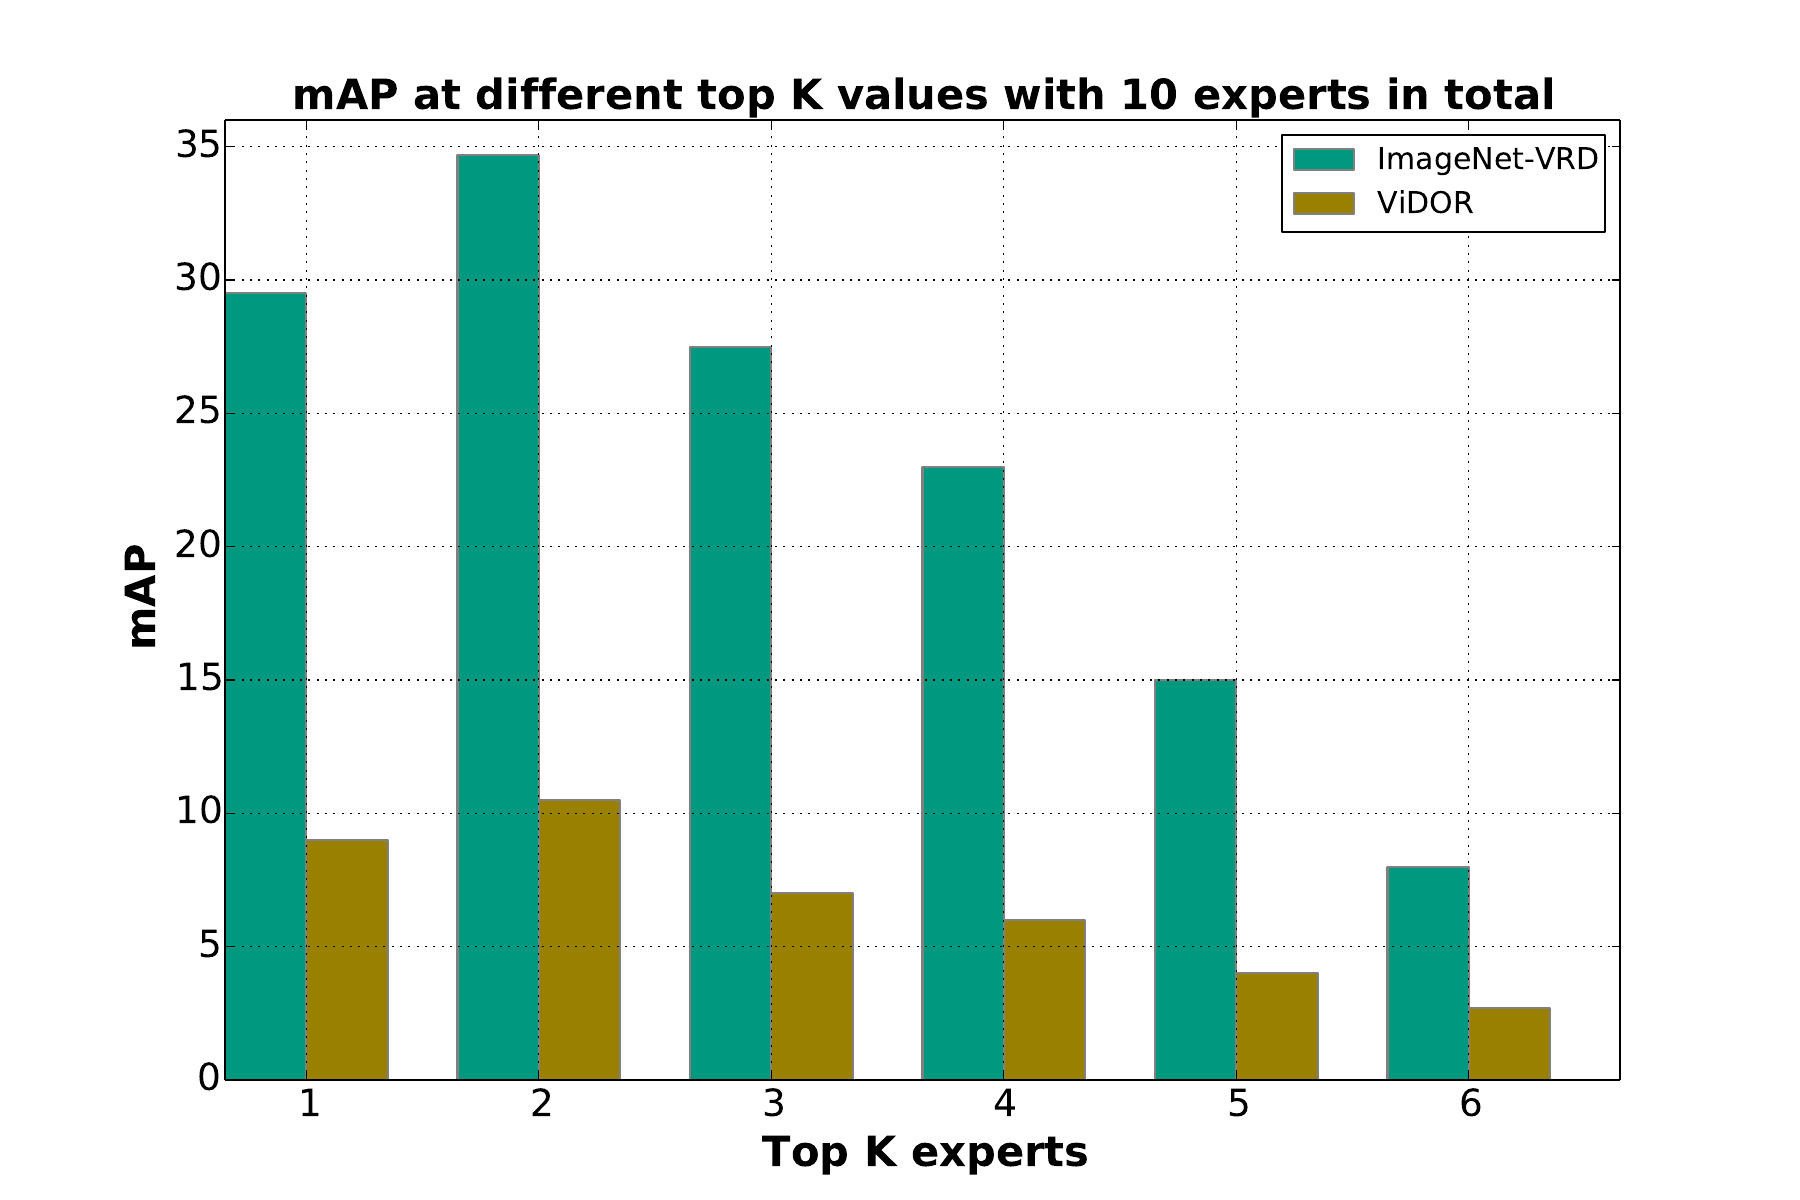 mAP at different top K values with 10 experts in total
35
30
25
20
15
10
5
0
mAP
ImageNet-VRD
ViDOR
1 2 3 4 5 6
Top K experts